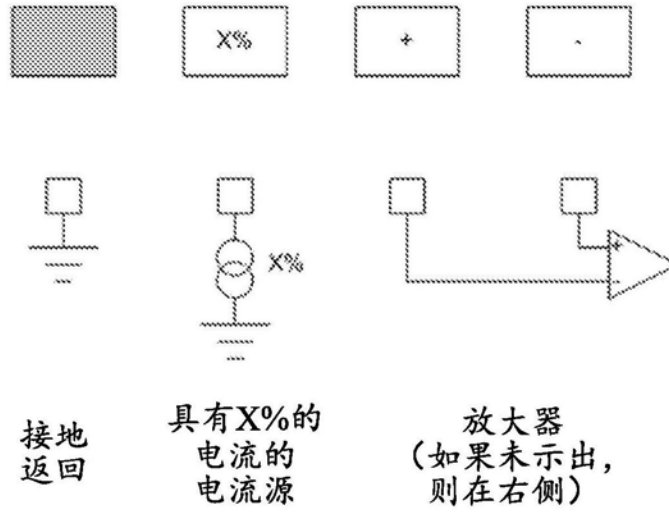 X%
+
-
X%
+
-
接地
返回
具有X%的
电流的
电流源
放大器
（如果未示出，
则在右侧）